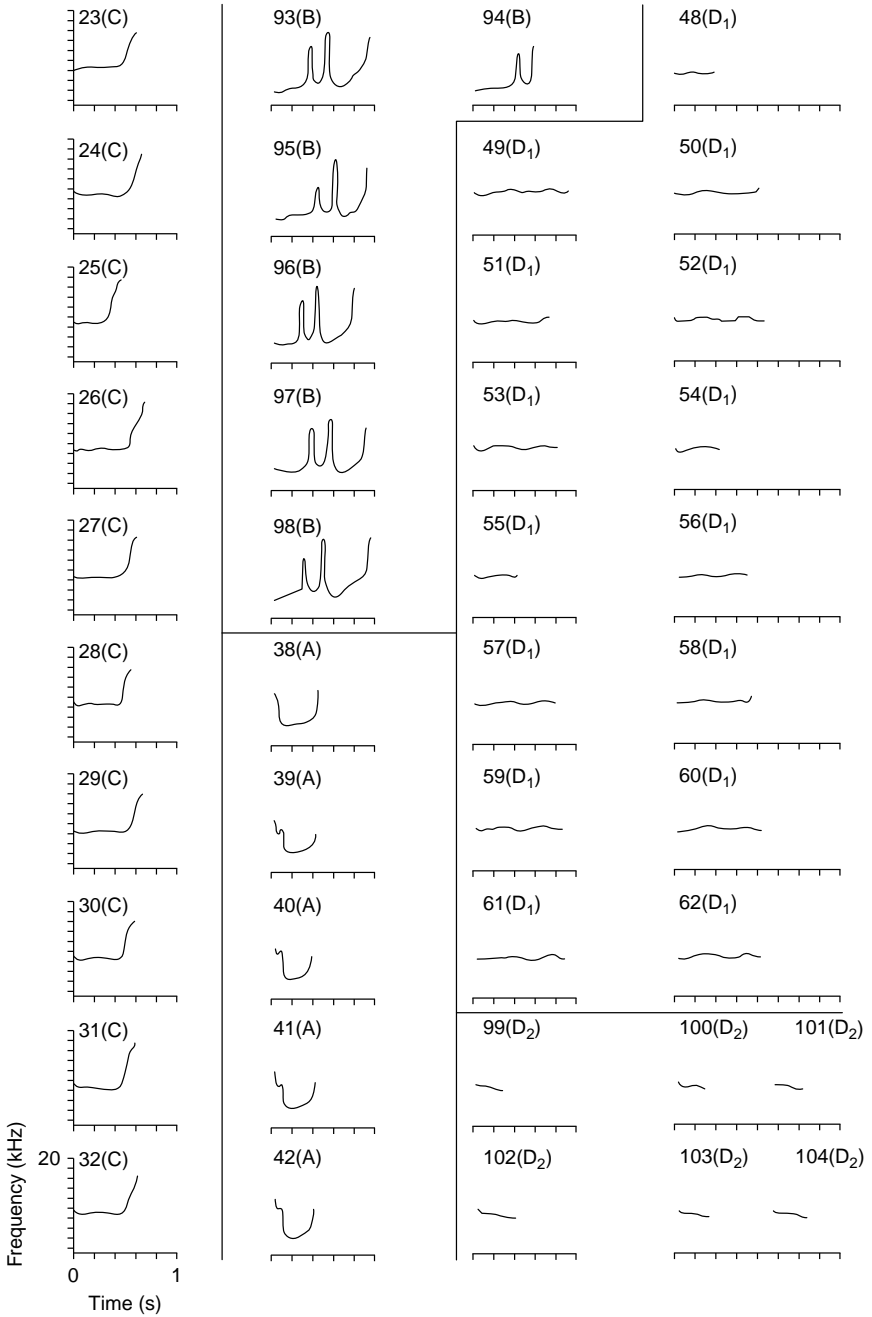 23(C) 93(B) 94(B) 48(D₁)
24(C) 95(B) 49(D₁) 50(D₁)
25(C) 96(B) 51(D₁) 52(D₁)
26(C) 97(B) 53(D₁) 54(D₁)
27(C) 98(B) 55(D₁) 56(D₁)
28(C) 38(A) 57(D₁) 58(D₁)
29(C) 39(A) 59(D₁) 60(D₁)
30(C) 40(A) 61(D₁) 62(D₁)
31(C) 41(A) 99(D₂) 100(D₂) 101(D₂)
32(C) 42(A) 102(D₂) 103(D₂) 104(D₂)
Frequency (kHz)
20
0 1
Time (s)